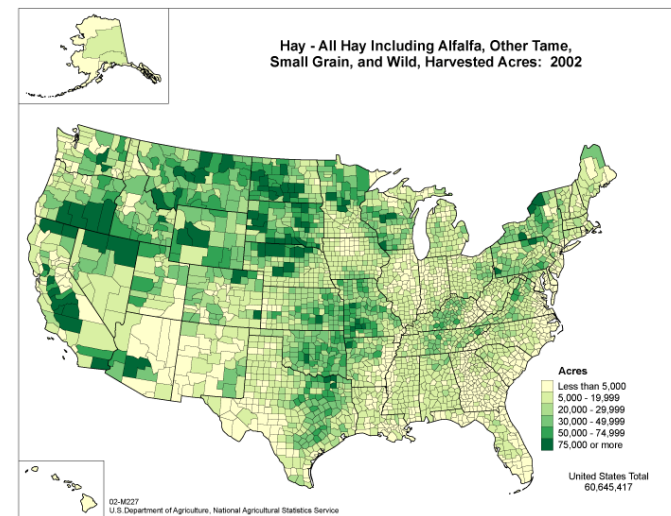 Hay - All Hay Including Alfalfa, Other Tame,
Small Grain, and Wild, Harvested Acres: 2002
Acres
Less than 5,000
5,000 - 19,999
20,000 - 29,999
30,000 - 49,999
50,000 - 74,999
75,000 or more
United States Total
60,645,417
02-M227
U.S. Department of Agriculture, National Agricultural Statistics Service